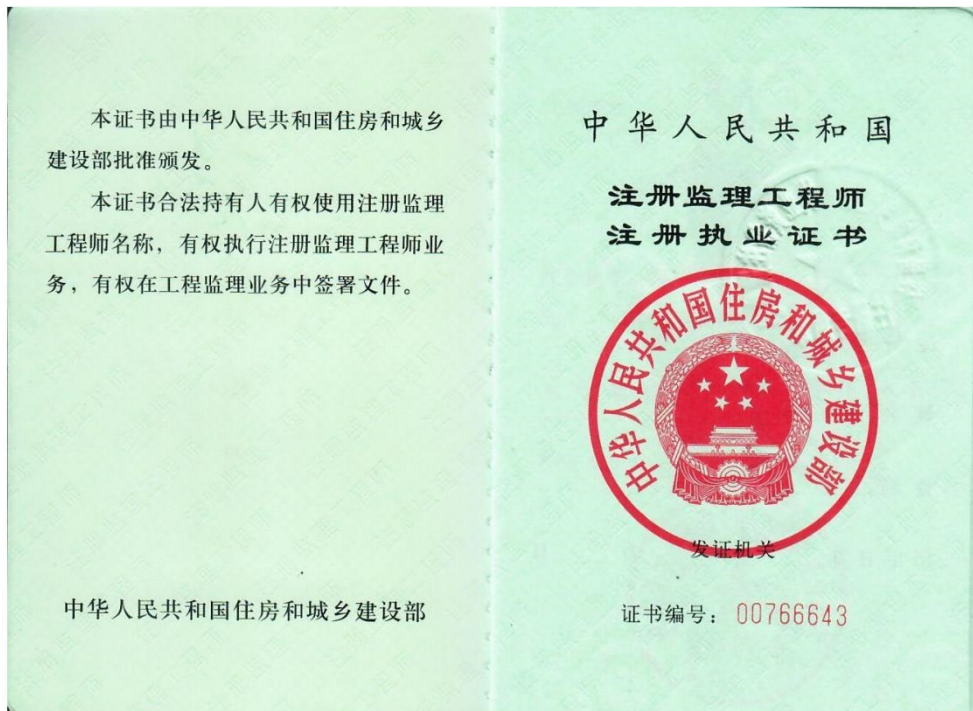 本证书由中华人民共和国住房和城乡
建设部批准颁发。
本证书合法持有人有权使用注册监理
工程师名称，有权执行注册监理工程师业
务，有权在工程监理业务中签署文件。
中华人民共和国住房和城乡建设部
中华人民共和国
注册监理工程师
注册执业证书
中华人民共和国住房和城乡建设部
发证机关
证书编号：00766643